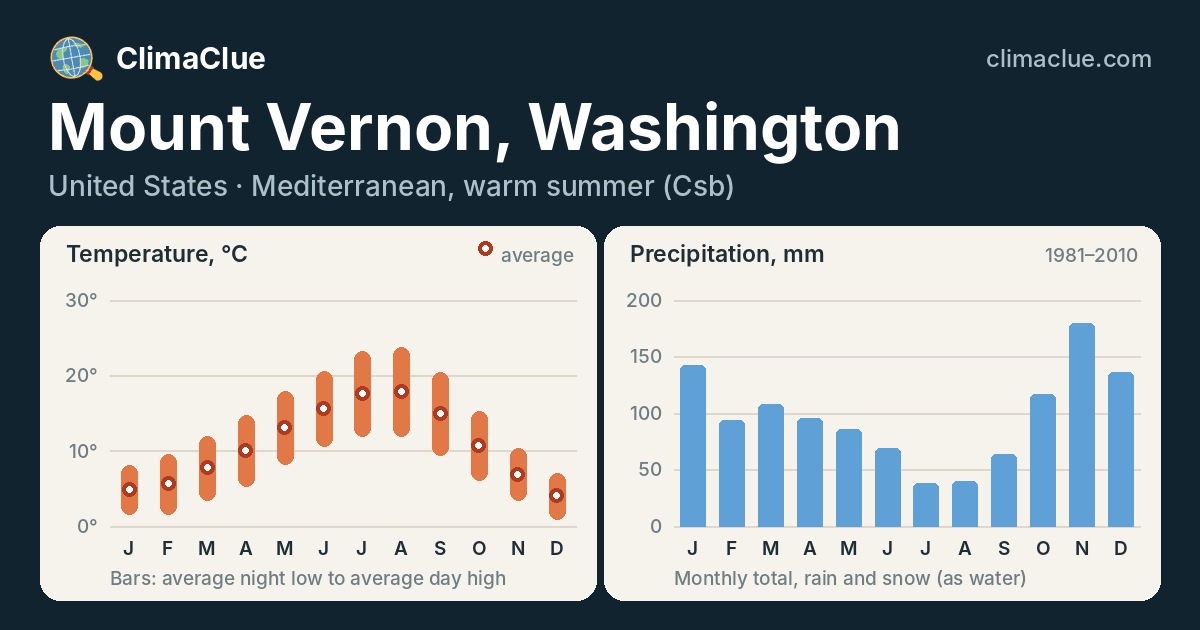 ClimaClue
climaclue.com
Mount Vernon, Washington
United States · Mediterranean, warm summer (Csb)
Temperature, °C
average
30°
20°
10°
0°
J F M A M J J A S O N D
Bars: average night low to average day high
Precipitation, mm
1981–2010
200
150
100
50
0
J F M A M J J A S O N D
Monthly total, rain and snow (as water)